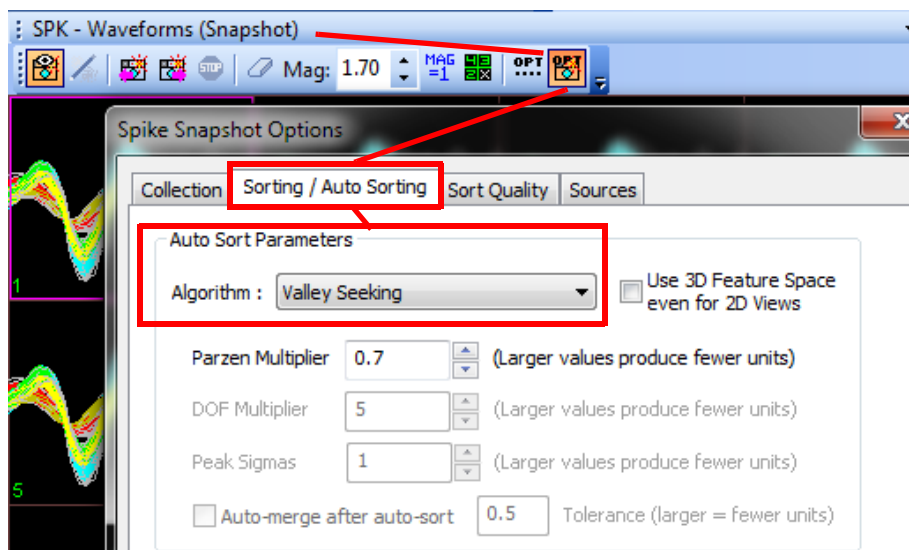 SPK - Waveforms (Snapshot)
STOP Mag: 1.70 MAG =1 OPT OPT
Spike Snapshot Options
Collection Sorting / Auto Sorting Sort Quality Sources
Auto Sort Parameters
Algorithm : Valley Seeking
Use 3D Feature Space
even for 2D Views
1
Parzen Multiplier 0.7 (Larger values produce fewer units)
DOF Multiplier 5 (Larger values produce fewer units)
Peak Sigmas 1 (Larger values produce fewer units)
5
Auto-merge after auto-sort 0.5 Tolerance (larger = fewer units)